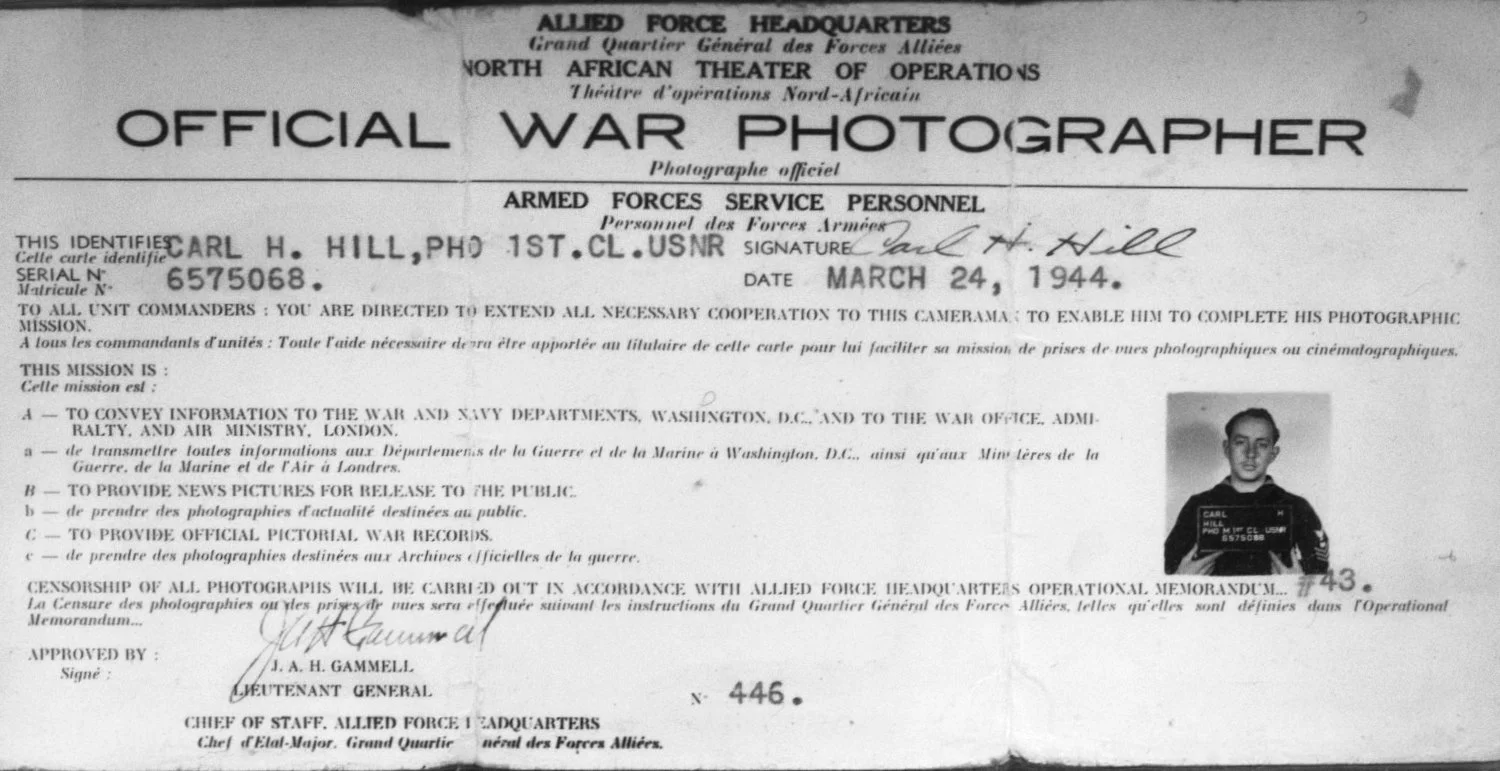 ALLIED FORCE HEADQUARTERS
Grand Quartier Général des Forces Alliées
NORTH AFRICAN THEATER OF OPERATIONS
Théâtre d'opérations Nord-Africain
OFFICIAL WAR PHOTOGRAPHER
Photographe officiel
ARMED FORCES SERVICE PERSONNEL
Personnel des Forces Armées
THIS IDENTIFIES CARL H. HILL,PHO 1ST.CL.USNR SIGNATURE Carl H. Hill
Cette carte identifie
SERIAL N° 6575068. DATE MARCH 24, 1944.
Matricule N°
TO ALL UNIT COMMANDERS : YOU ARE DIRECTED TO EXTEND ALL NECESSARY COOPERATION TO THIS CAMERAMA : TO ENABLE HIM TO COMPLETE HIS PHOTOGRAPHIC
MISSION.
A tous les commandants d'unités : Toute l'aide nécessaire devra être apportée au titulaire de cette carte pour lui faciliter sa mission de prises de vues photographiques ou cinématographiques.
THIS MISSION IS :
Cette mission est :
A — TO CONVEY INFORMATION TO THE WAR AND NAVY DEPARTMENTS, WASHINGTON, D.C., AND TO THE WAR OFFICE, ADMI-
RALTY, AND AIR MINISTRY, LONDON.
a — de transmettre toutes informations aux Départements de la Guerre et de la Marine à Washington, D.C., ainsi qu'aux Ministères de la
Guerre, de la Marine et de l'Air à Londres.
B — TO PROVIDE NEWS PICTURES FOR RELEASE TO THE PUBLIC.
b — de prendre des photographies d'actualité destinées au public.
C — TO PROVIDE OFFICIAL PICTORIAL WAR RECORDS.
c — de prendre des photographies destinées aux Archives officielles de la guerre.
CARL H
HILL
PHO M 1ST CL USNR
6575068
CENSORSHIP OF ALL PHOTOGRAPHS WILL BE CARRIED OUT IN ACCORDANCE WITH ALLIED FORCE HEADQUARTERS OPERATIONAL MEMORANDUM... #43.
La Censure des photographies ou des prises de vues sera effectuée suivant les instructions du Grand Quartier Général des Forces Alliées, telles qu'elles sont définies dans l'Operational
Memorandum...
J A H Gammell
APPROVED BY :
Signé :
J. A. H. GAMMELL
LIEUTENANT GENERAL
N° 446.
CHIEF OF STAFF, ALLIED FORCE HEADQUARTERS
Chef d'Etat-Major, Grand Quartier Général des Forces Alliées.